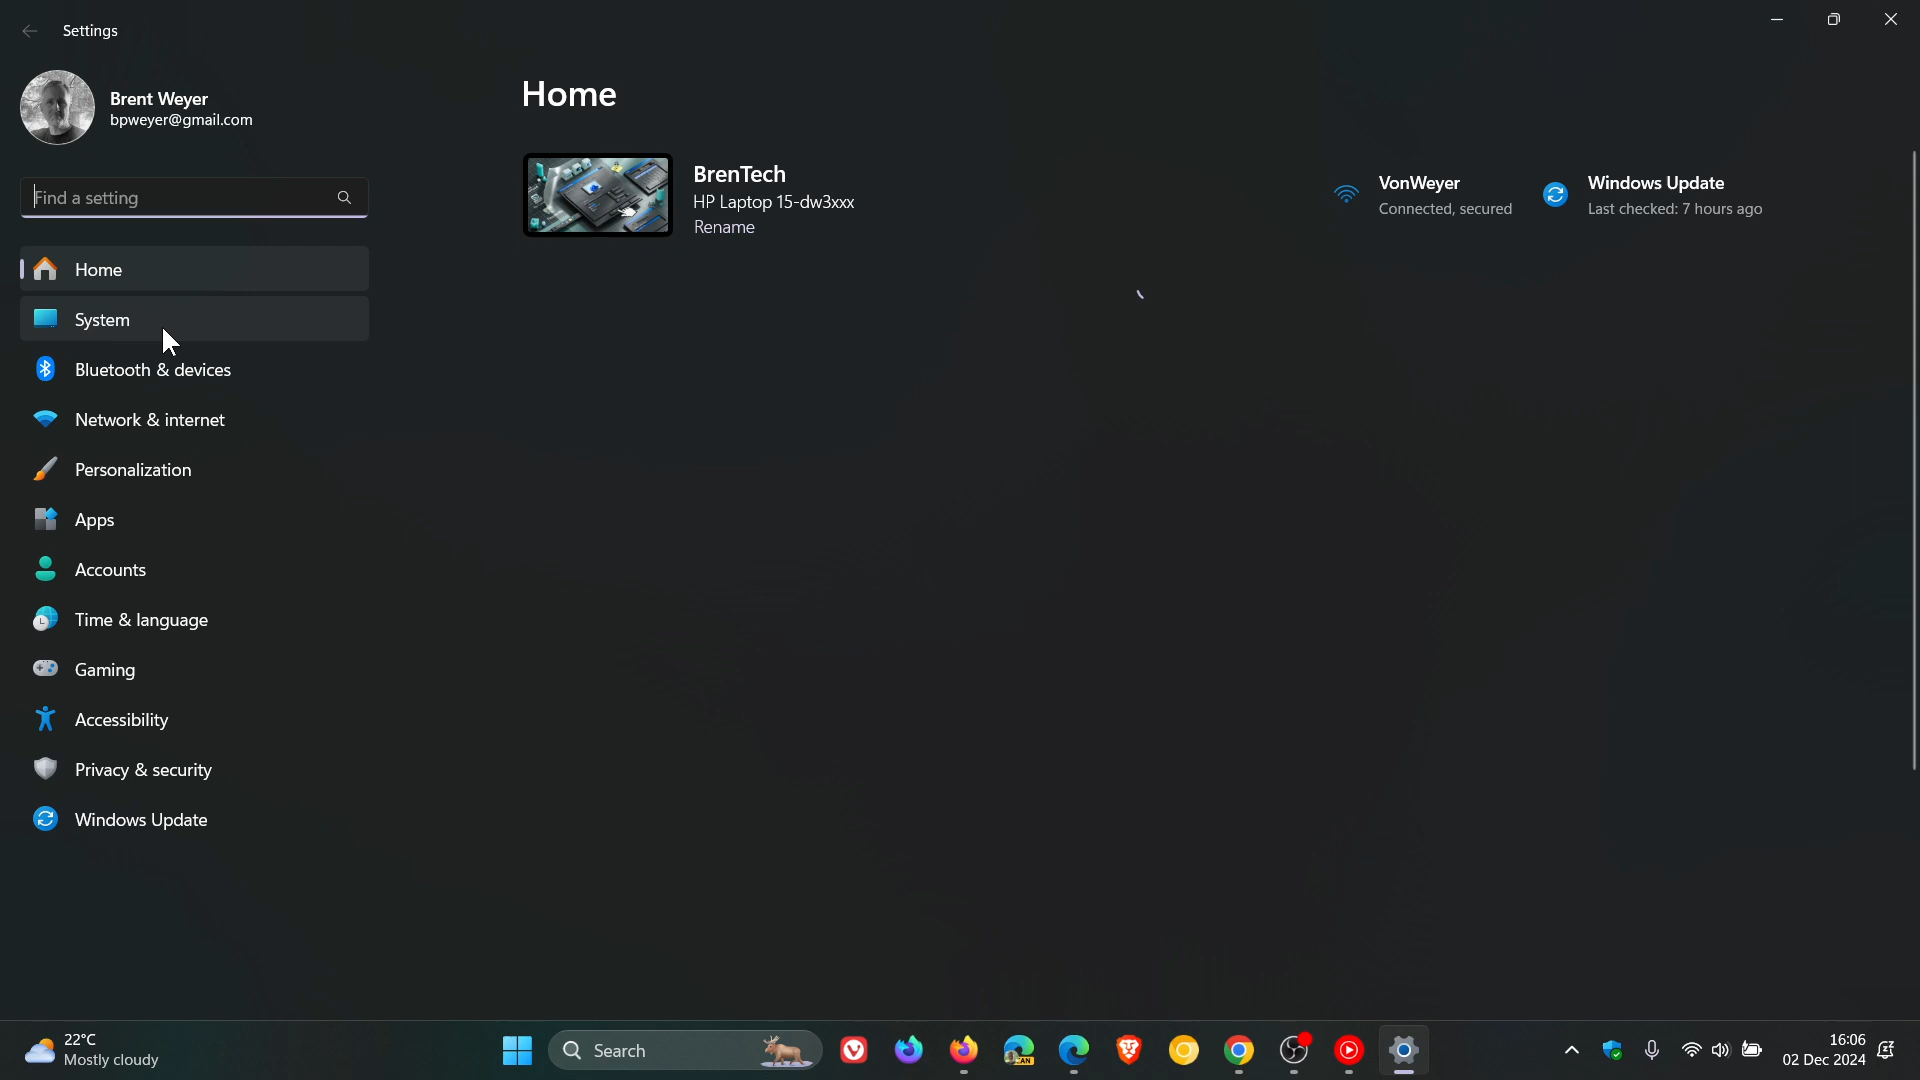 Settings
Brent Weyer
bpweyer@gmail.com
Find a setting
Home
System
Bluetooth & devices
Network & internet
Personalization
Apps
Accounts
Time & language
Gaming
Accessibility
Privacy & security
Windows Update
Home
BrenTech
HP Laptop 15-dw3xxx
Rename
VonWeyer
Connected, secured
Windows Update
Last checked: 7 hours ago
22°C
Mostly cloudy
Search
CAN
16:06
02 Dec 2024